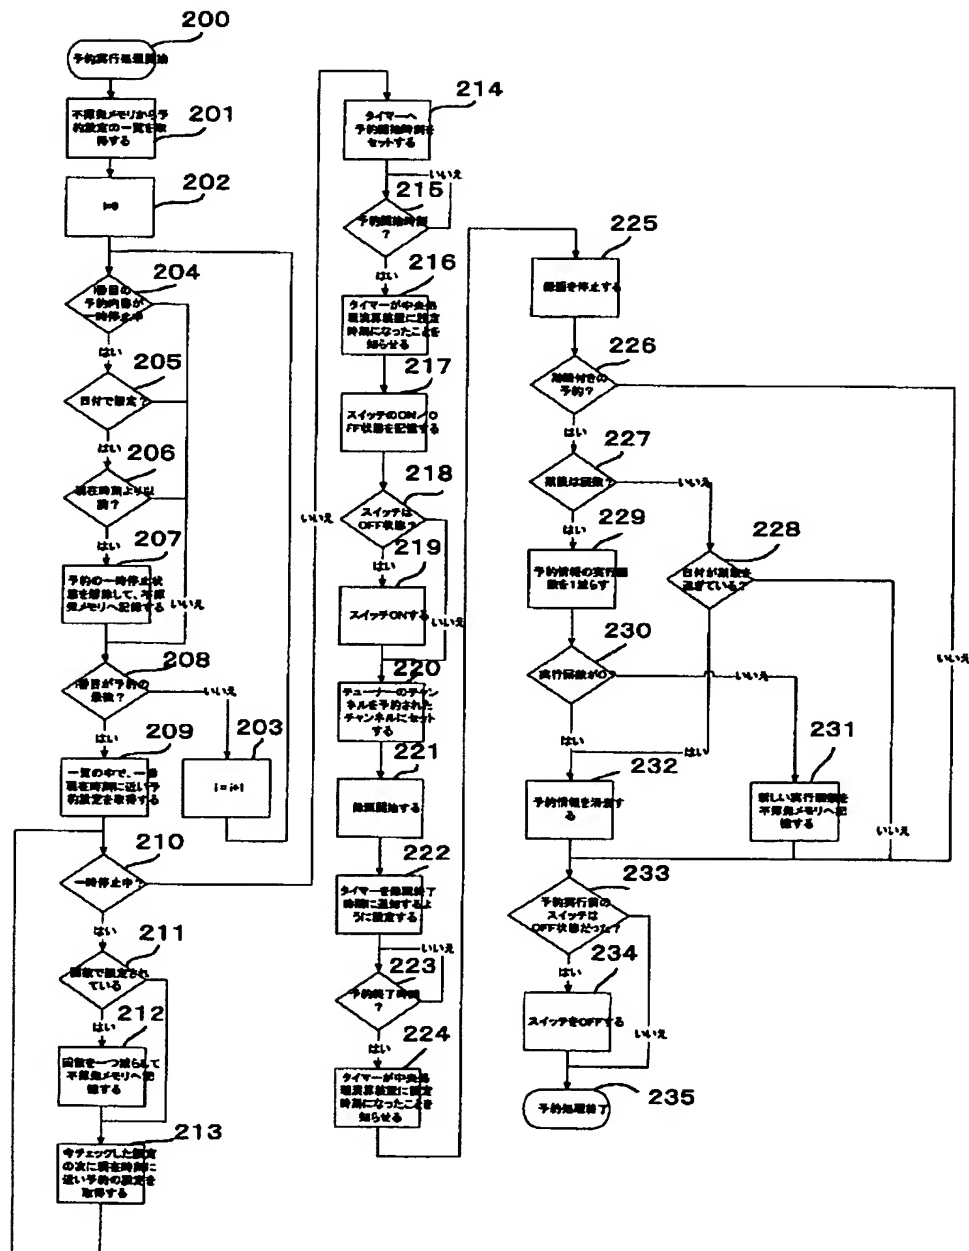 200
予約実行処理開始
201
不揮発メモリから予
約設定の一覧を取
得する
202
i=0
204
i番目の
予約内容が
一時停止中
はい
205
日付で設定?
はい
206
現在時刻より以
前?
はい
207
予約の一時停止状
態を解除して、不揮
発メモリへ記録する
いいえ
208
i番目が予約の
最後?
いいえ
はい
203
i = i+1
209
一覧の中で、一番
現在時刻に近い予
約設定を取得する
210
一時停止中?
いいえ
はい
211
回数で設定され
ている
はい
212
回数を一つ減らして
不揮発メモリへ記
憶する
213
今チェックした設定
の次に現在時刻に
近い予約の設定を
取得する
214
タイマーへ
予約開始時刻を
セットする
いいえ
215
予約開始時刻
?
はい
216
タイマーが中央処
理演算装置に設定
時刻になったことを
知らせる
217
スイッチのON/O
FF状態を記憶する
218
スイッチは
OFF状態?
はい
219
スイッチONする
いいえ
220
チューナーのチャン
ネルを予約された
チャンネルにセット
する
221
録画開始する
222
タイマーを録画終了
時間に通知するよ
うに設定する
いいえ
223
予約終了時間
?
はい
224
タイマーが中央処
理演算装置に設定
時刻になったことを
知らせる
225
録画を停止する
226
期限付きの
予約?
はい
227
期限は回数?
いいえ
はい
228
日付が期限を
過ぎている?
229
予約情報の実行回
数を1減らす
230
実行回数が0?
いいえ
いいえ
はい
はい
231
新しい実行回数を
不揮発メモリへ記
憶する
いいえ
232
予約情報を消去す
る
233
予約実行前の
スイッチは
OFF状態だった?
はい
234
スイッチをOFFする
いいえ
235
予約処理終了